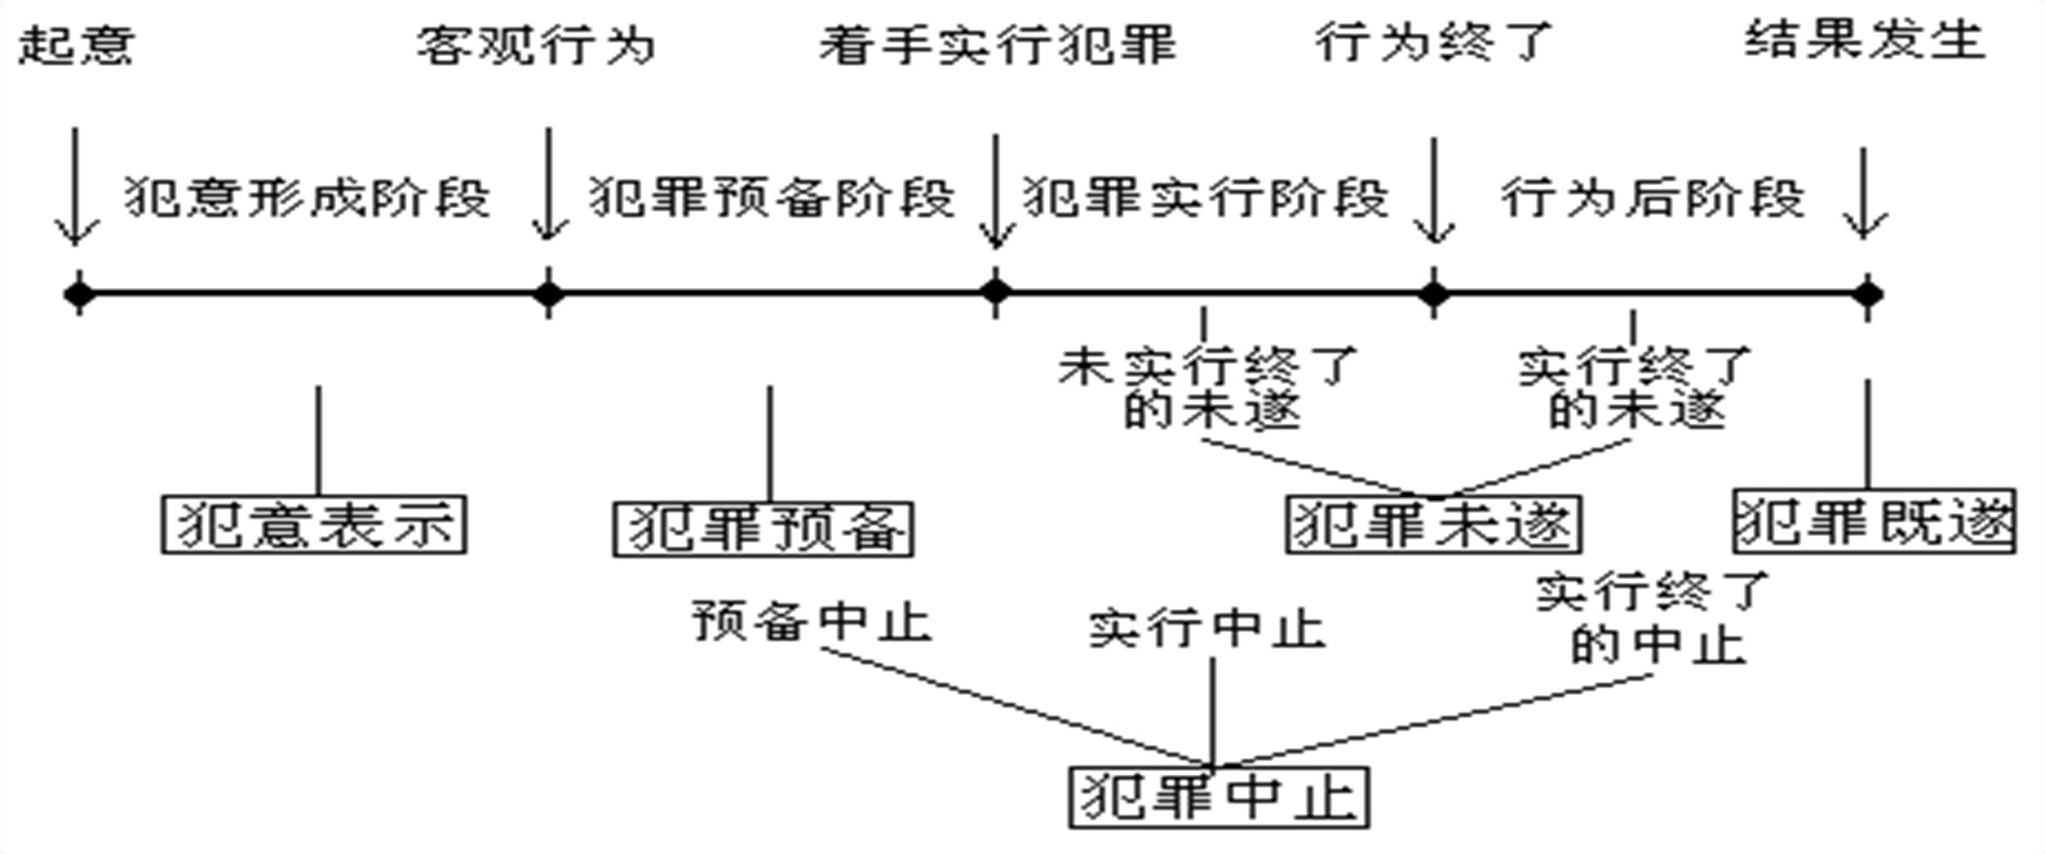 起意
客观行为
着手实行犯罪
行为终了
结果发生
犯意形成阶段
犯罪预备阶段
犯罪实行阶段
行为后阶段
未实行终了
的未遂
实行终了
的未遂
犯意表示
犯罪预备
犯罪未遂
犯罪既遂
预备中止
实行中止
实行终了
的中止
犯罪中止